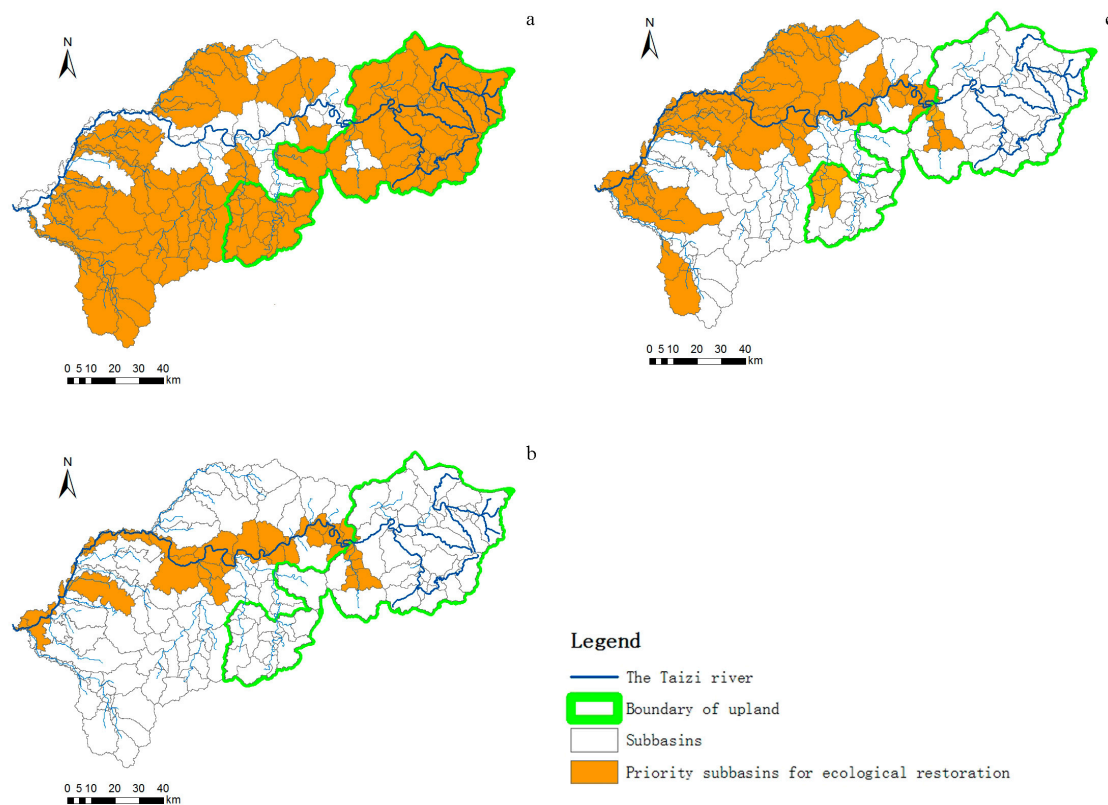 a
N
0 5 10 20 30 40
km
c
N
0 5 10 20 30 40
km
b
N
0 5 10 20 30 40
km
Legend
The Taizi river
Boundary of upland
Subbasins
Priority subbasins for ecological restoration